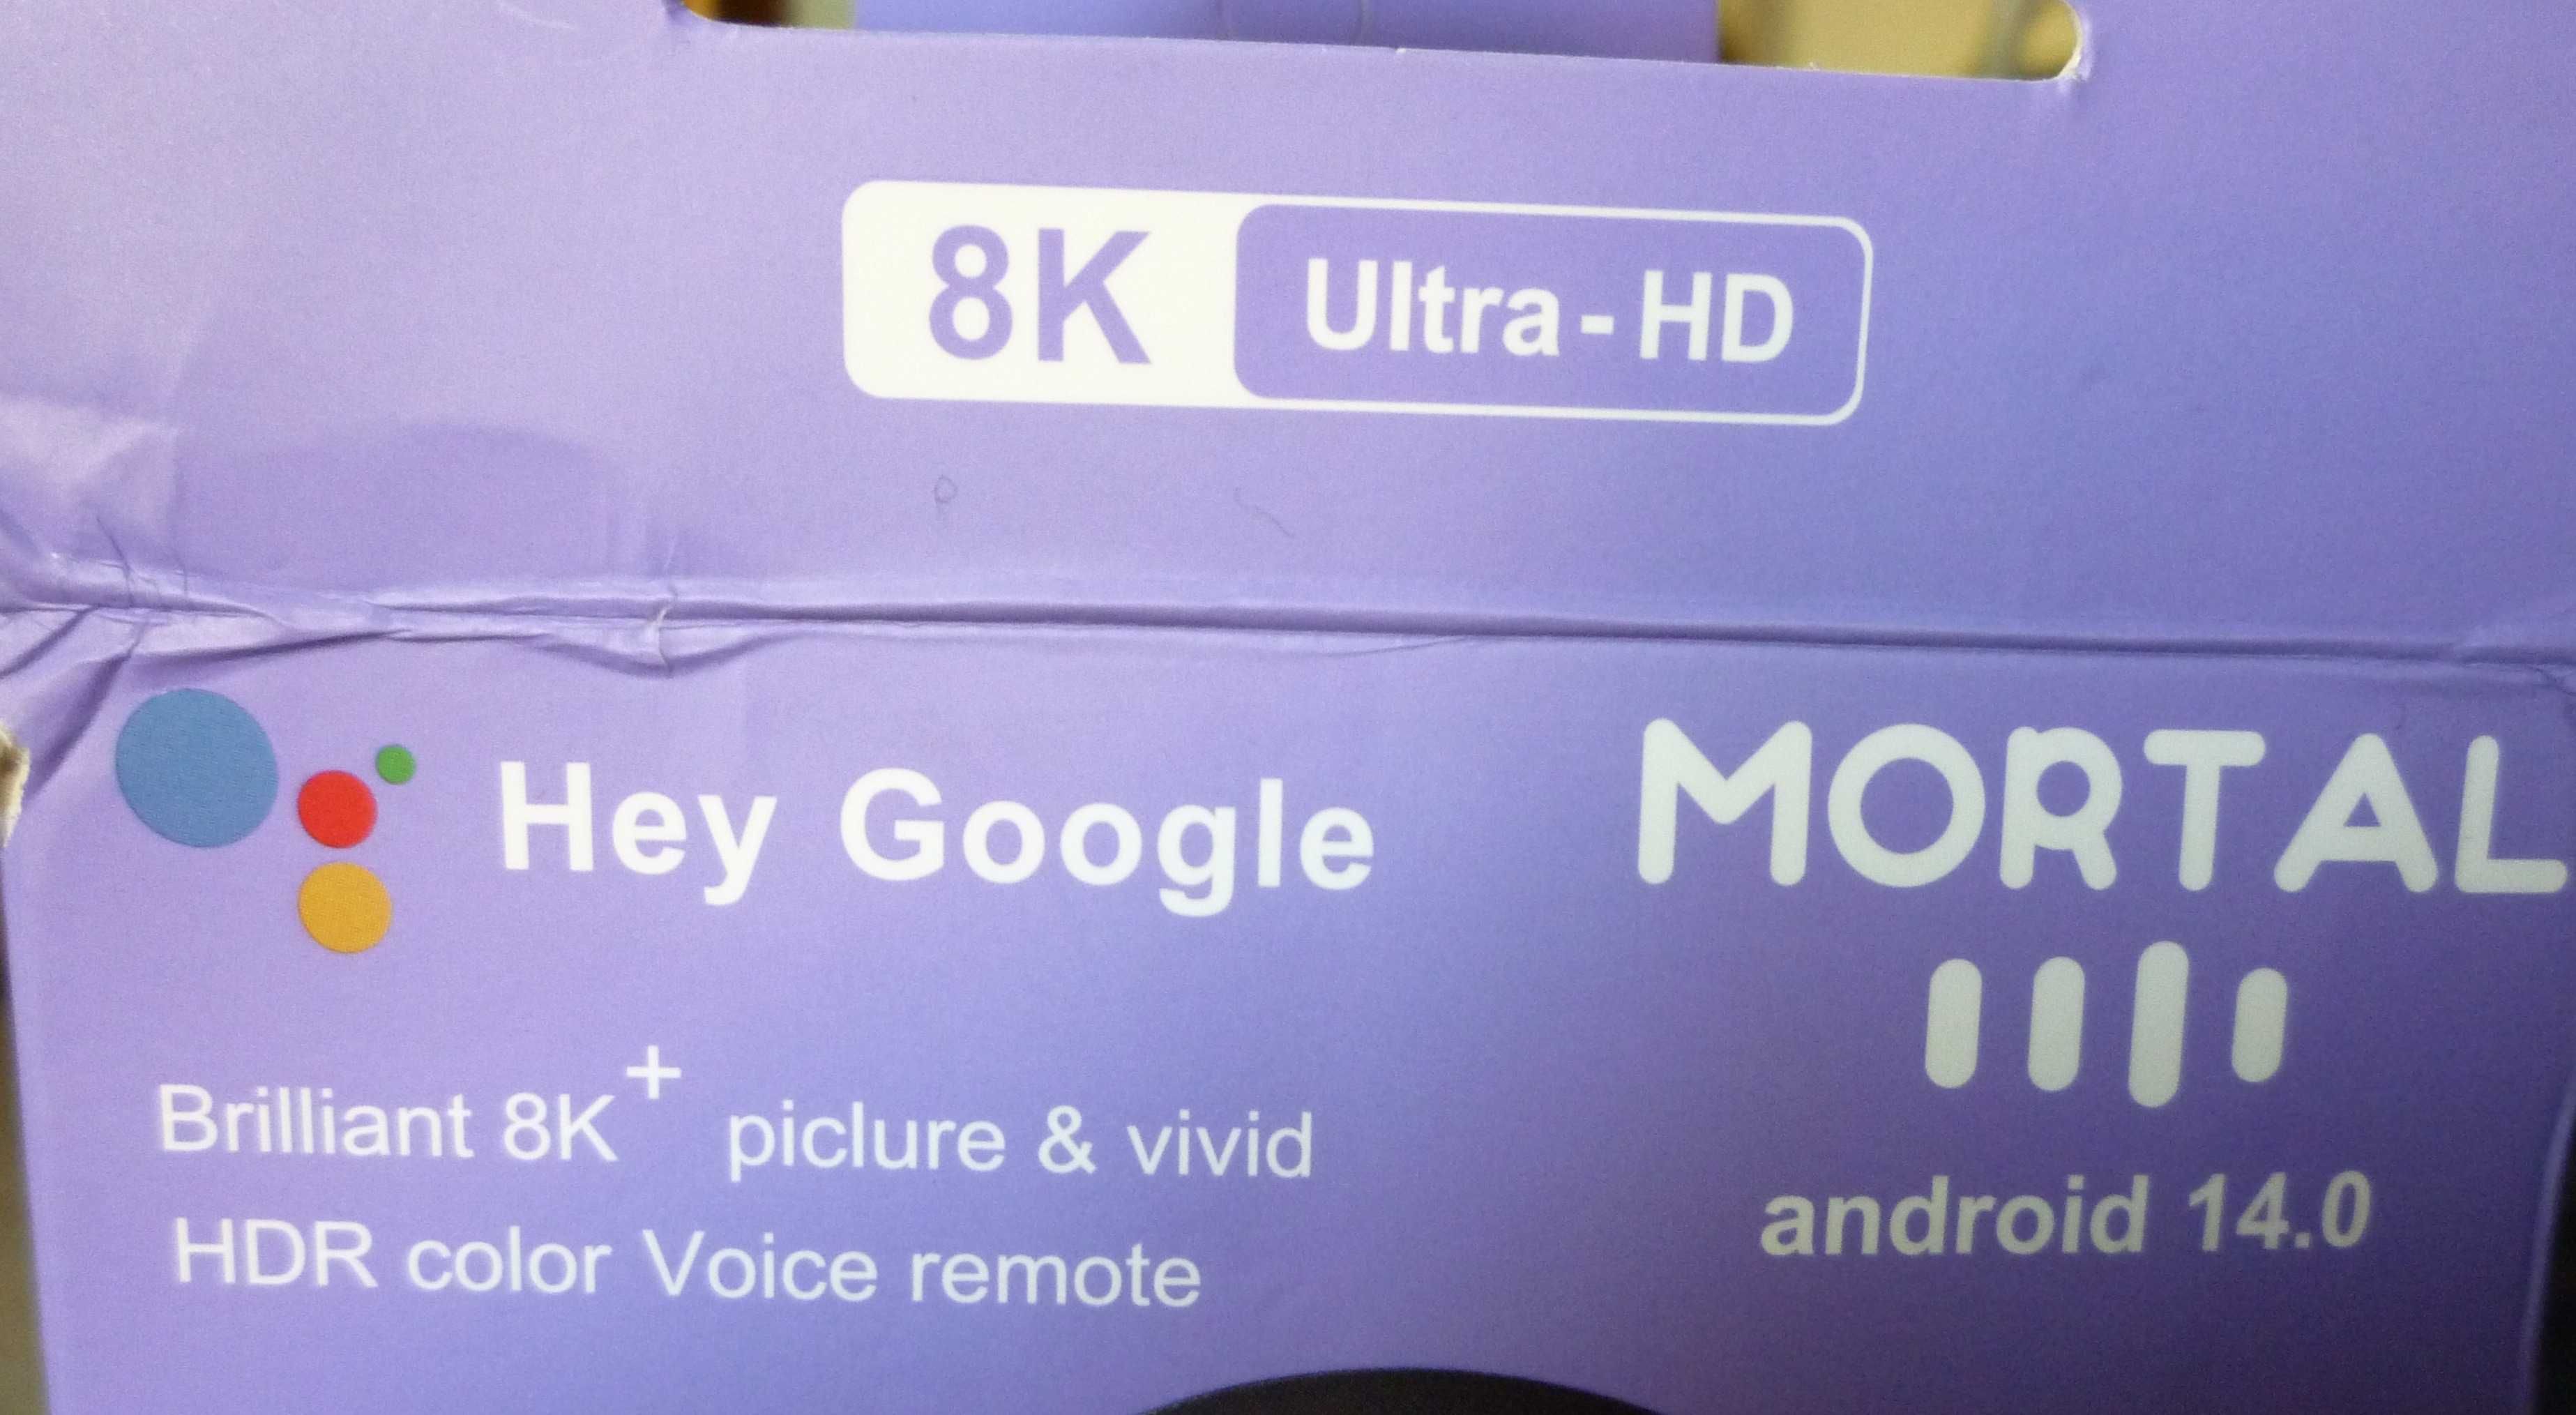 8K Ultra-HD
Hey Google
MORTAL
Brilliant 8K+ piclure & vivid
HDR color Voice remote
android 14.0